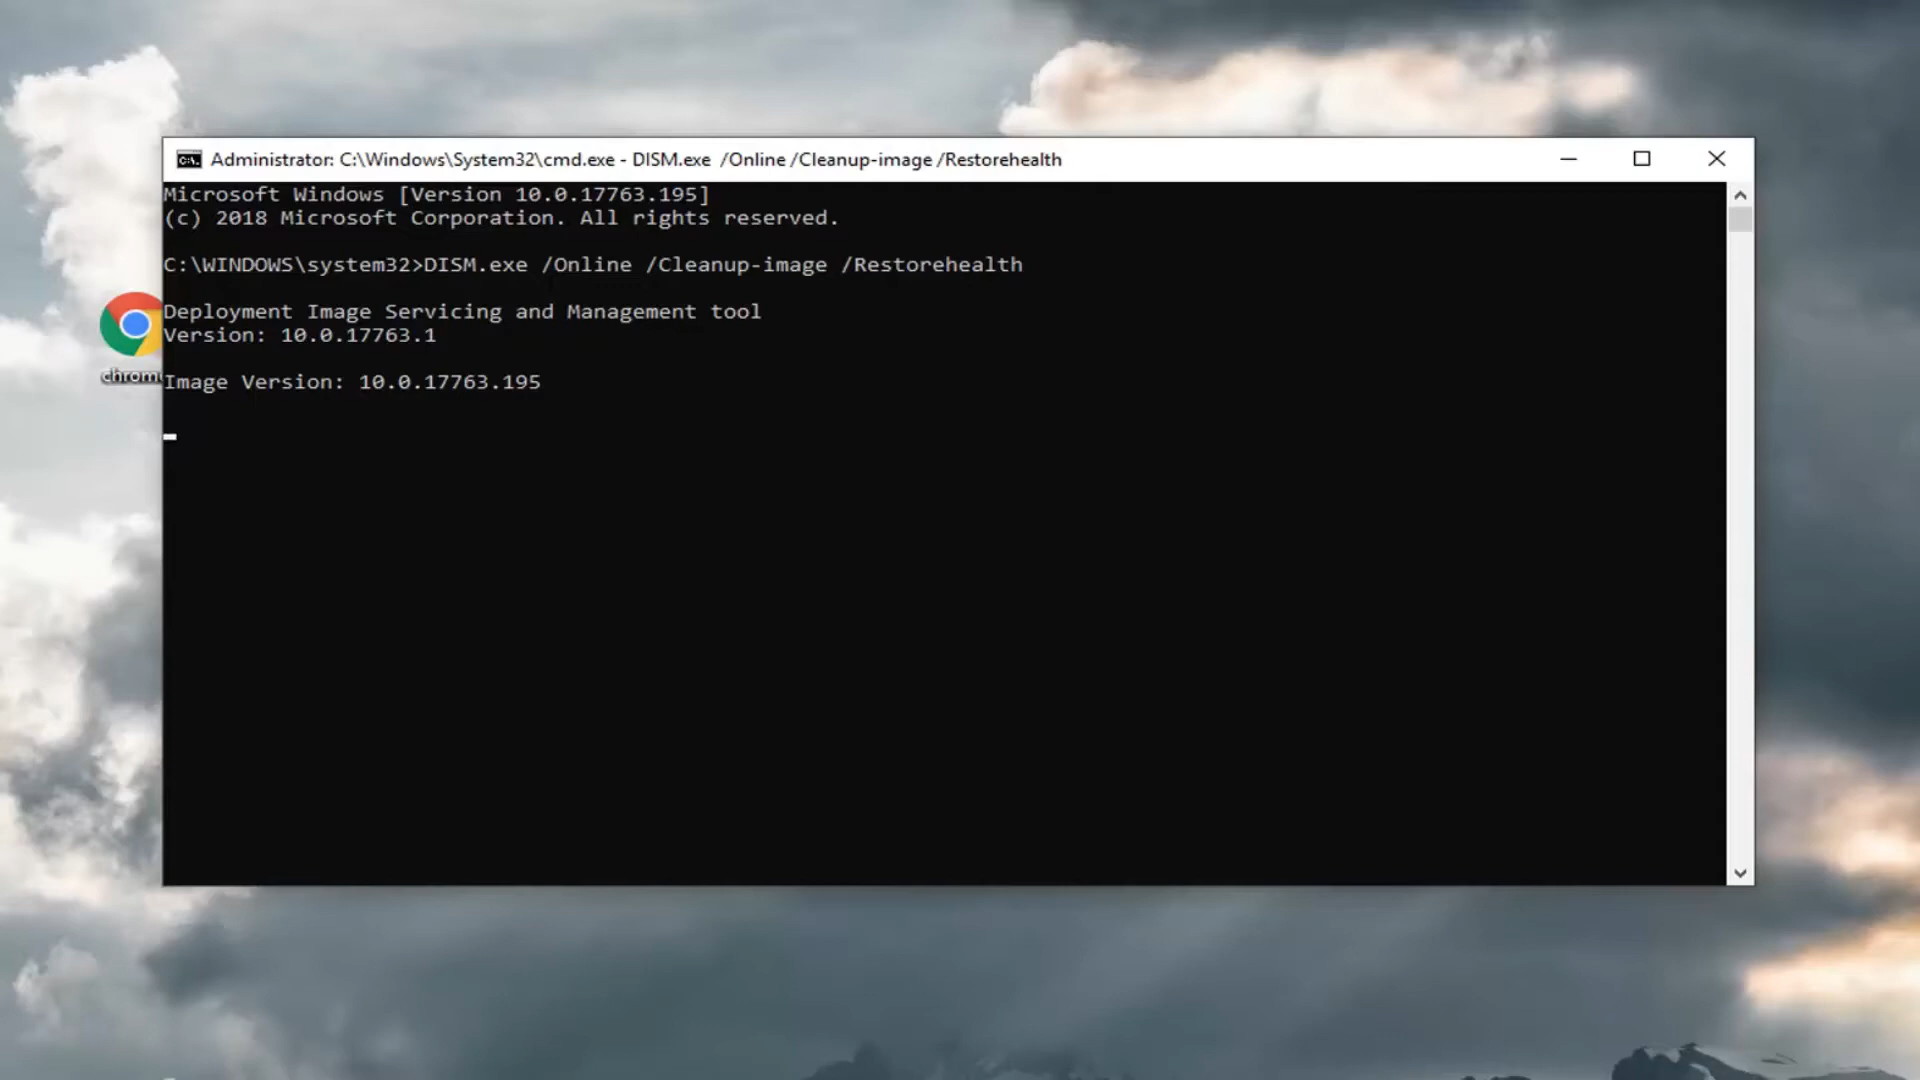 Administrator: C:\Windows\System32\cmd.exe - DISM.exe  /Online /Cleanup-image /Restorehealth
Microsoft Windows [Version 10.0.17763.195]
(c) 2018 Microsoft Corporation. All rights reserved.
C:\WINDOWS\system32>DISM.exe /Online /Cleanup-image /Restorehealth
Deployment Image Servicing and Management tool
Version: 10.0.17763.1
chrom
Image Version: 10.0.17763.195